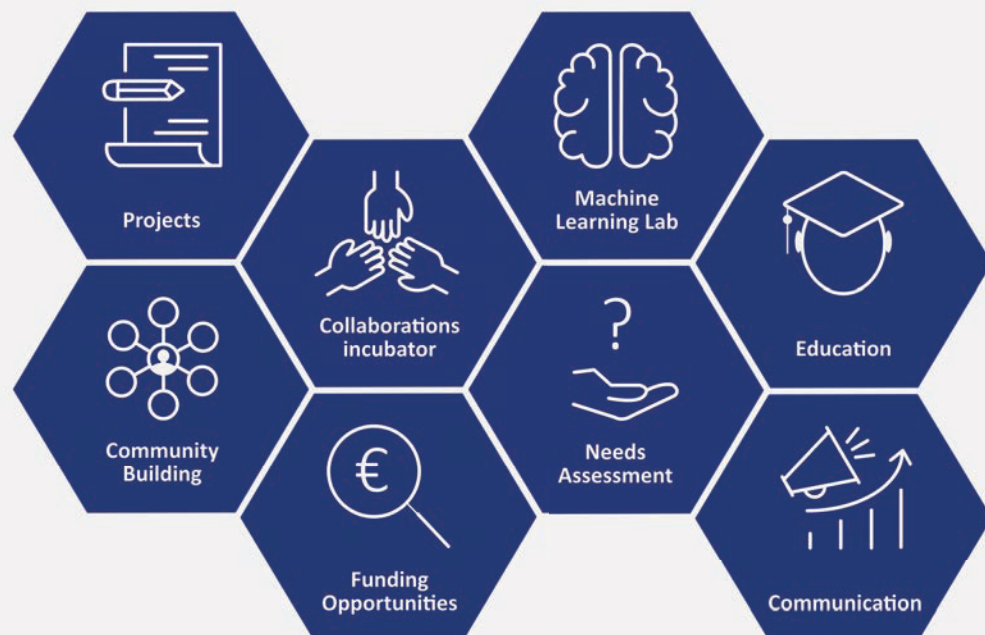 Projects
Machine
Learning Lab
Collaborations
incubator
Education
Community
Building
?
Needs
Assessment
€
Funding
Opportunities
Communication